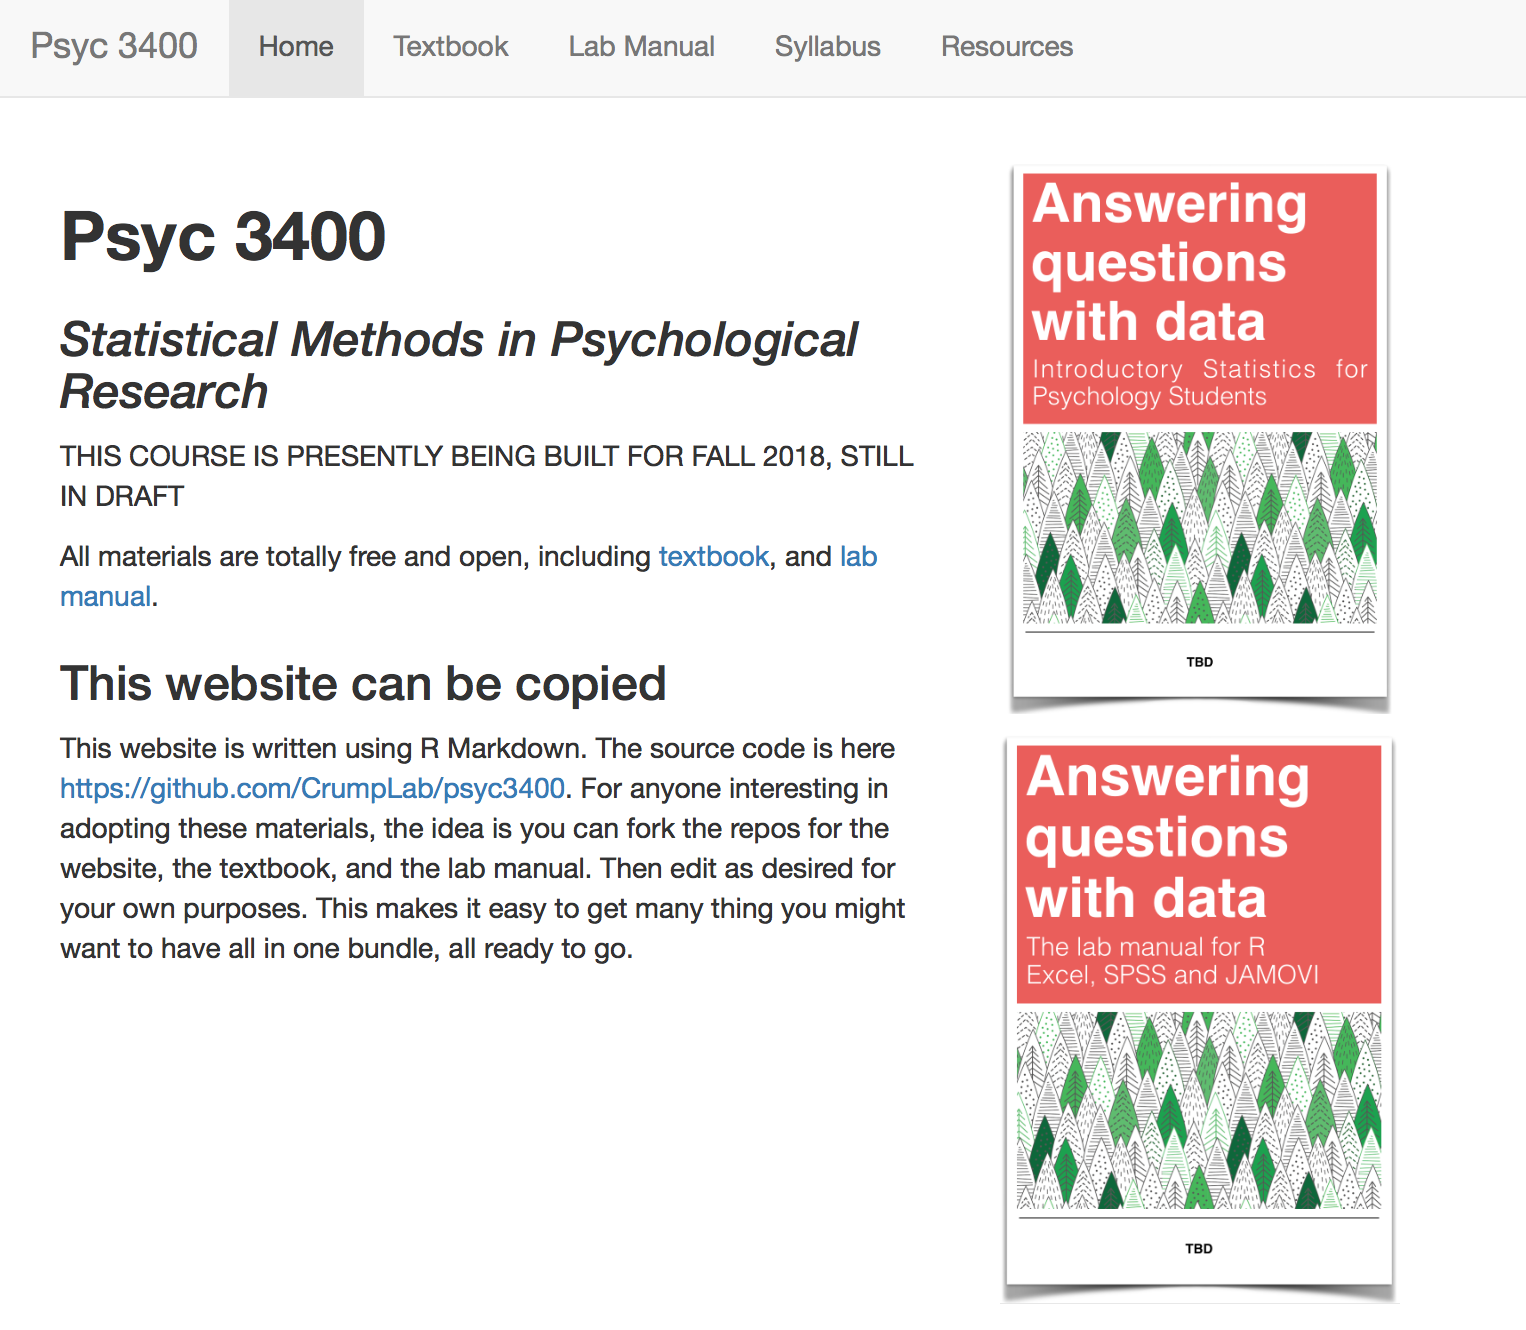 Psyc 3400 Home Textbook Lab Manual Syllabus Resources
Psyc 3400
Statistical Methods in Psychological
Research
THIS COURSE IS PRESENTLY BEING BUILT FOR FALL 2018, STILL
IN DRAFT
All materials are totally free and open, including textbook, and lab
manual.
This website can be copied
This website is written using R Markdown. The source code is here
https://github.com/CrumpLab/psyc3400. For anyone interesting in
adopting these materials, the idea is you can fork the repos for the
website, the textbook, and the lab manual. Then edit as desired for
your own purposes. This makes it easy to get many thing you might
want to have all in one bundle, all ready to go.
Answering
questions
with data
Introductory Statistics for
Psychology Students
TBD
Answering
questions
with data
The lab manual for R
Excel, SPSS and JAMOVI
TBD